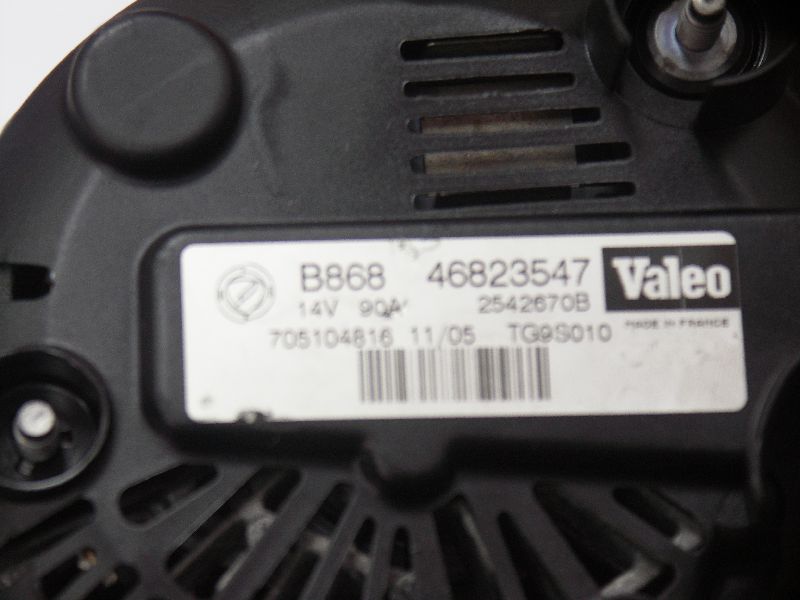 B868 46823547 Valeo
14V 90A 2542670B
MADE IN FRANCE
705104816 11/05 TG9S010